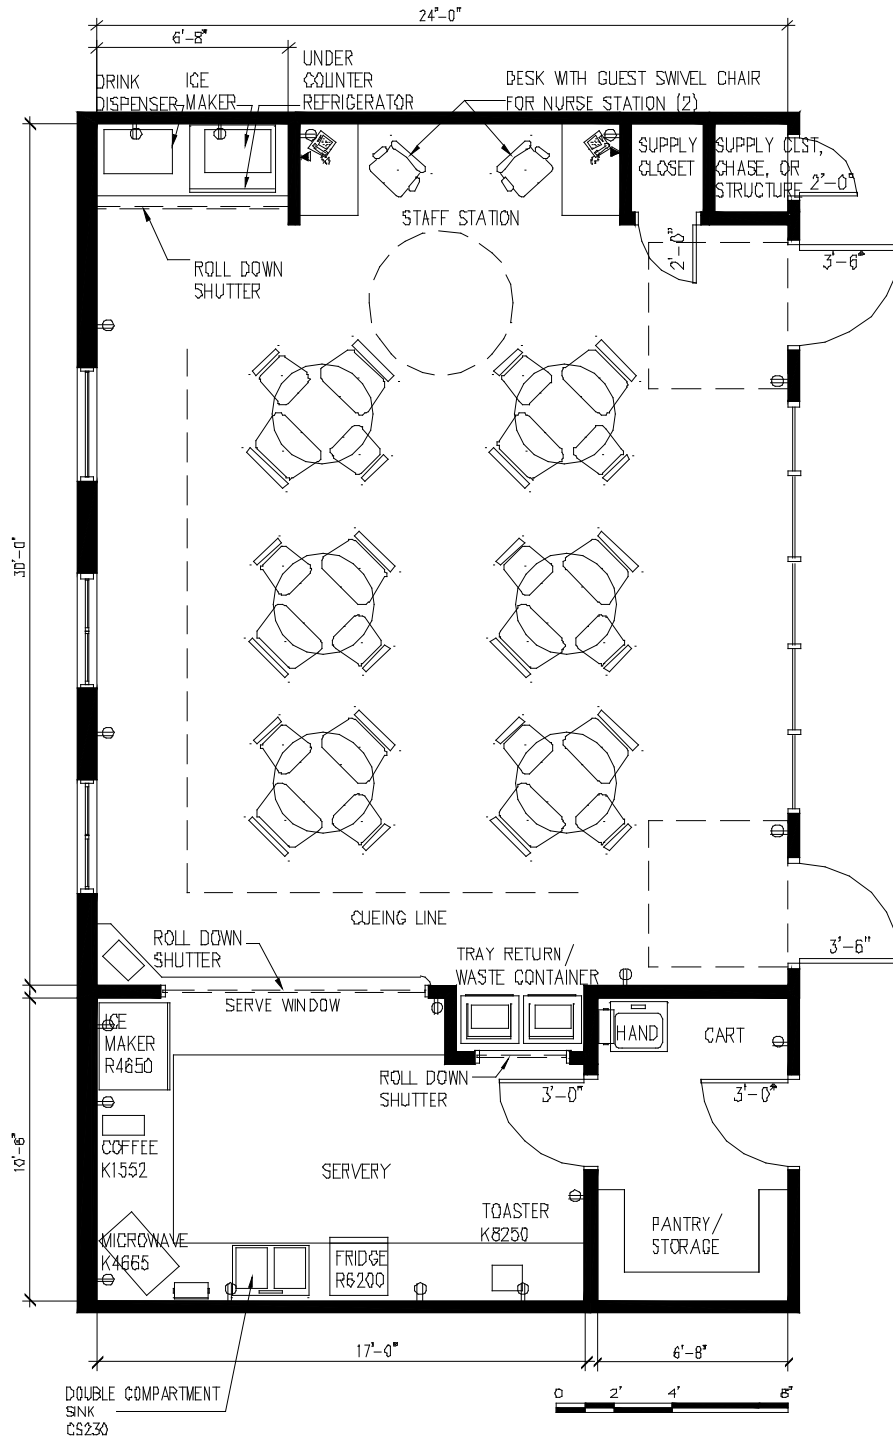 24'-0"
6'-8"
DRINK
DISPENSER
ICE
MAKER
UNDER
COUNTER
REFRIGERATOR
DESK WITH GUEST SWIVEL CHAIR
FOR NURSE STATION (2)
SUPPLY
CLOSET
SUPPLY CLST,
CHASE, OR
STRUCTURE
2'-0"
STAFF STATION
2'-0"
3'-6"
ROLL DOWN
SHUTTER
30'-0"
CUEING LINE
ROLL DOWN
SHUTTER
TRAY RETURN/
WASTE CONTAINER
3'-6"
SERVE WINDOW
ICE
MAKER
R4650
HAND
CART
ROLL DOWN
SHUTTER
3'-0"
3'-0"
COFFEE
K1552
SERVERY
10'-8"
TOASTER
K8250
PANTRY/
STORAGE
MICROWAVE
K4665
FRIDGE
R6200
17'-0"
6'-8"
DOUBLE COMPARTMENT
SINK
CS230
0 2' 4' 8'